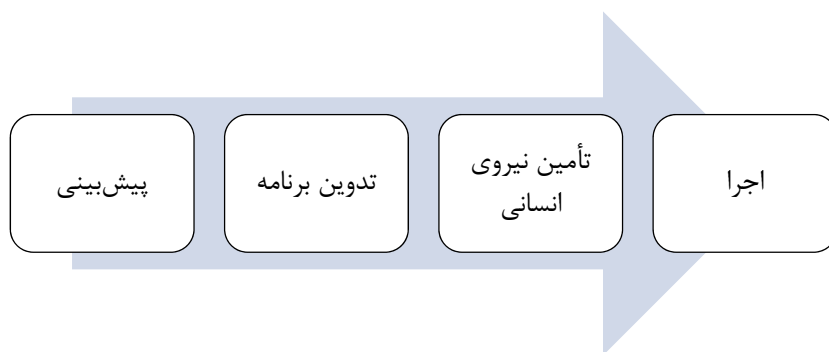 پیش‌بینی
تدوین برنامه
تأمین نیروی
انسانی
اجرا